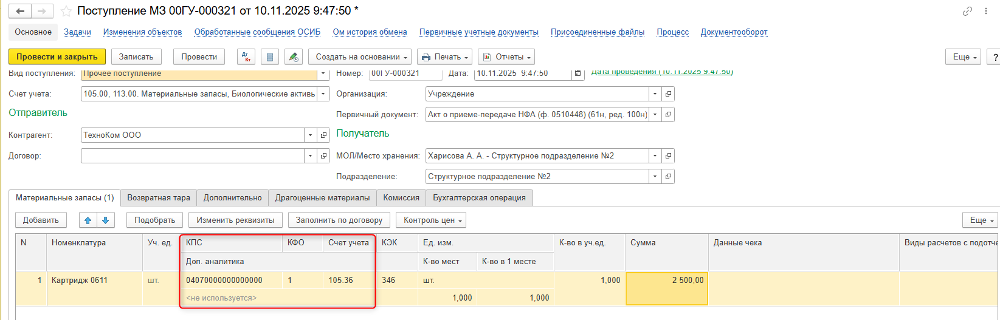 Поступление МЗ 00ГУ-000321 от 10.11.2025 9:47:50 *
Основное Задачи Изменения объектов Обработанные сообщения ОСИБ Ом история обмена Первичные учетные документы Присоединенные файлы Процесс Документооборот
Провести и закрыть Записать Провести Дт Кт Создать на основании Печать Отчеты Еще ?
Вид поступления: Прочее поступление Номер: 00ГУ-000321 Дата: 10.11.2025 9:47:50 Дата проведения (10.11.2025 9:47:50)
Счет учета: 105.00, 113.00. Материальные запасы, Биологические активы Организация: Учреждение
Отправитель Первичный документ: Акт о приеме-передаче НФА (ф. 0510448) (61н, ред. 100н)
Контрагент: ТехноКом ООО Получатель
Договор: МОЛ/Место хранения: Харисова А. А. - Структурное подразделение №2
Подразделение: Структурное подразделение №2
Материальные запасы (1) Возвратная тара Дополнительно Драгоценные материалы Комиссия Бухгалтерская операция
Добавить Подобрать Изменить реквизиты Заполнить по договору Контроль цен Еще
N Номенклатура Уч. ед. КПС КФО Счет учета КЭК Ед. изм. К-во в уч.ед. Сумма Данные чека Виды расчетов с подотче
Доп. аналитика К-во мест К-во в 1 месте
1 Картридж 0611 шт. 04070000000000000 1 105.36 346 шт. 1,000 2 500,00
<не используется> 1,000 1,000